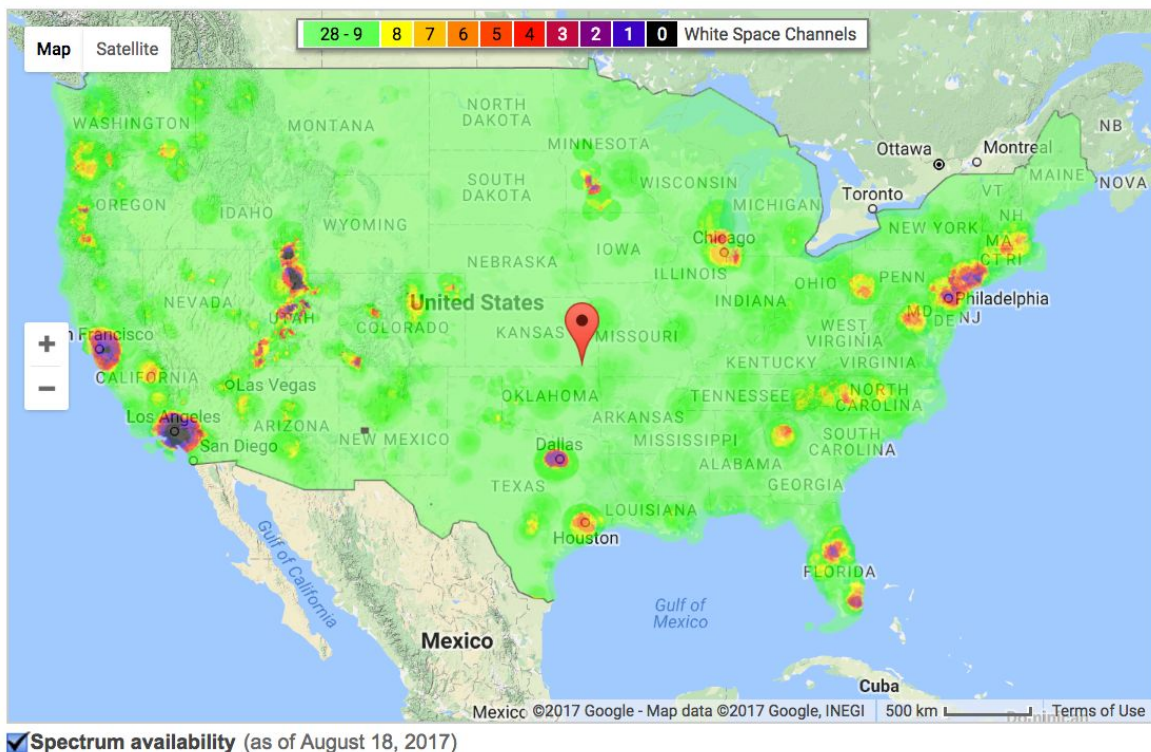 Map Satellite
28 - 9 8 7 6 5 4 3 2 1 0 White Space Channels
NORTH
DAKOTA
NB
WASHINGTON
MONTANA
MINNESOTA
Ottawa
Montreal
MAINE
NOVA
VT
SOUTH
DAKOTA
WISCONSIN
Toronto
OREGON
IDAHO
MICHIGAN
NH
WYOMING
NEW YORK
MA
Chicago
IOWA
CT RI
NEBRASKA
ILLINOIS
OHIO
PENN
NEVADA
United States
INDIANA
Philadelphia
UTAH
COLORADO
KANSAS
MISSOURI
MD
DE NJ
n Francisco
WEST
VIRGINIA
+
CALIFORNIA
KENTUCKY
VIRGINIA
−
Las Vegas
OKLAHOMA
TENNESSEE
NORTH
CAROLINA
Los Angeles
ARIZONA
NEW MEXICO
ARKANSAS
San Diego
Dallas
MISSISSIPPI
SOUTH
CAROLINA
ALABAMA
TEXAS
GEORGIA
LOUISIANA
Houston
Gulf of California
FLORIDA
Gulf of
Mexico
Mexico
Cuba
Mexico ©2017 Google - Map data ©2017 Google, INEGI 500 km Terms of Use
Spectrum availability (as of August 18, 2017)